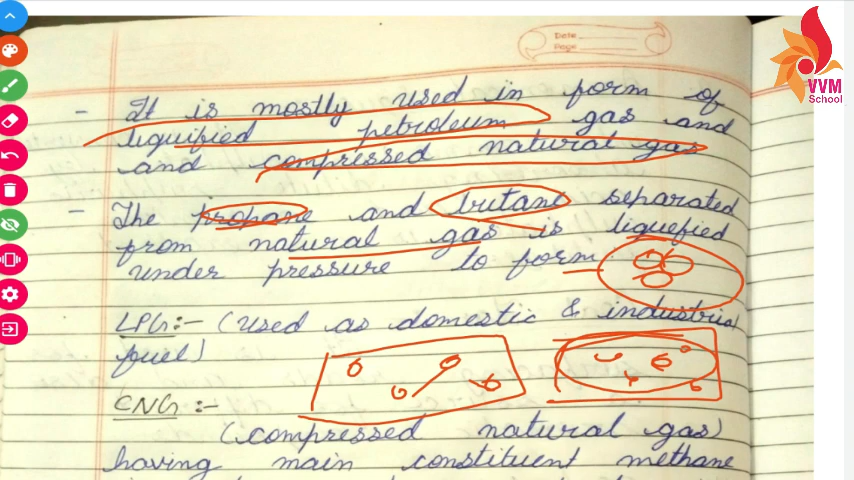 Date
Page
VVM
School
- It is mostly used in form of
liquified petroleum gas and
and compressed natural gas
- The propane and butane separated
from natural gas is liquefied
under pressure to form
LPG :- (Used as domestic & industrial
fuel)
CNG :-
(compressed natural gas)
having main constituent methane